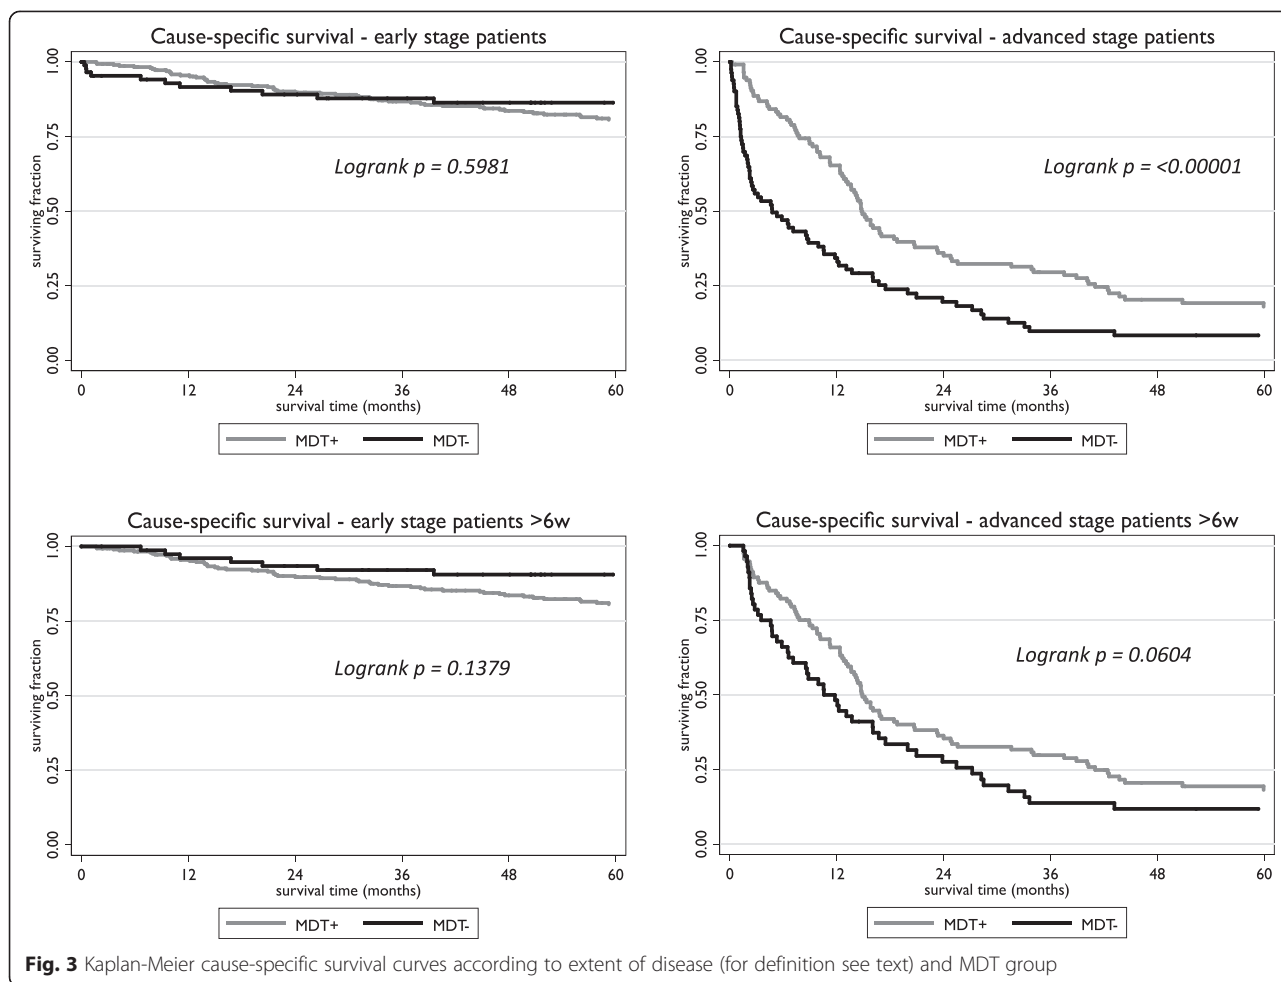 Cause-specific survival - early stage patients
surviving fraction
1.00
0.75
0.50
0.25
0.00
Logrank p = 0.5981
0 12 24 36 48 60
survival time (months)
MDT+ MDT-
Cause-specific survival - advanced stage patients
surviving fraction
1.00
0.75
0.50
0.25
0.00
Logrank p = <0.00001
0 12 24 36 48 60
survival time (months)
MDT+ MDT-
Cause-specific survival - early stage patients >6w
surviving fraction
1.00
0.75
0.50
0.25
0.00
Logrank p = 0.1379
0 12 24 36 48 60
survival time (months)
MDT+ MDT-
Cause-specific survival - advanced stage patients >6w
surviving fraction
1.00
0.75
0.50
0.25
0.00
Logrank p = 0.0604
0 12 24 36 48 60
survival time (months)
MDT+ MDT-
Fig. 3 Kaplan-Meier cause-specific survival curves according to extent of disease (for definition see text) and MDT group